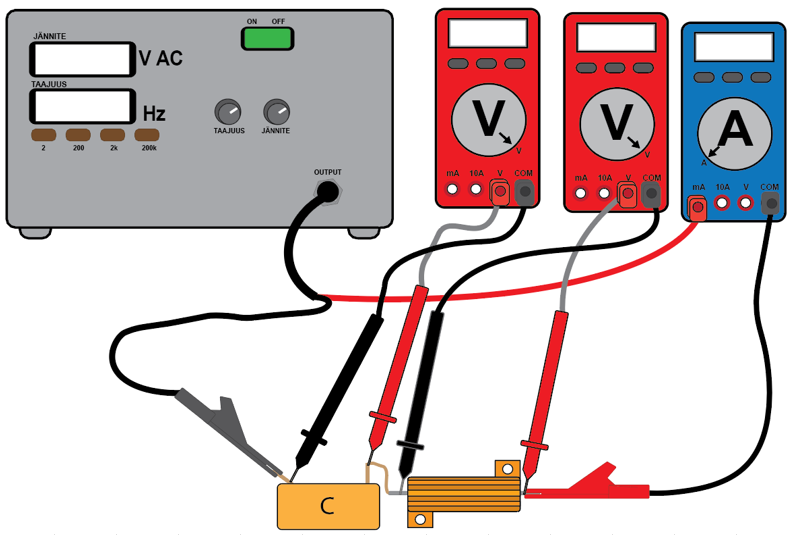 JÄNNITE
V AC
TAAJUUS
Hz
2 200 2k 200k
ON OFF
TAAJUUS JÄNNITE
OUTPUT
V
V
mA 10A V COM
V
V
mA 10A V COM
A
A
mA 10A V COM
C